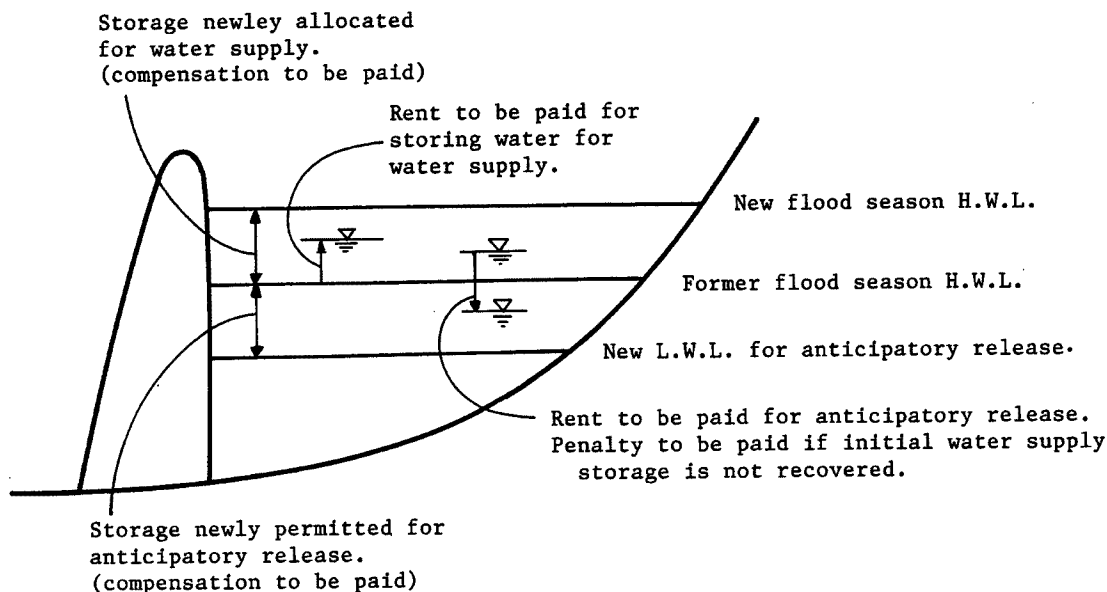 Storage newley allocated
for water supply.
(compensation to be paid)
Rent to be paid for
storing water for
water supply.
New flood season H.W.L.
Former flood season H.W.L.
New L.W.L. for anticipatory release.
Rent to be paid for anticipatory release.
Penalty to be paid if initial water supply
storage is not recovered.
Storage newly permitted for
anticipatory release.
(compensation to be paid)